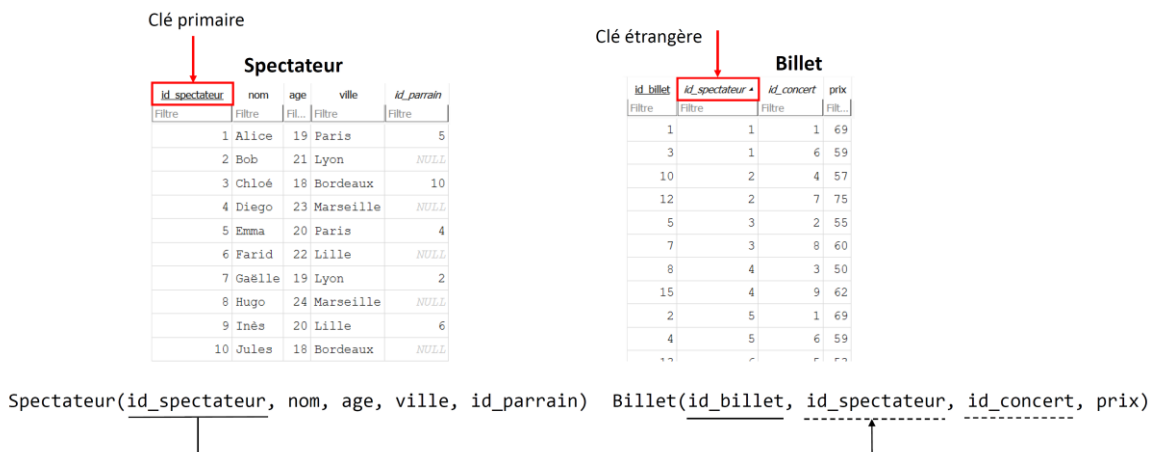 Clé primaire
Clé étrangère
Spectateur
id_spectateur nom age ville id_parrain
Filtre Filtre Fil... Filtre Filtre
1 Alice 19 Paris 5
2 Bob 21 Lyon NULL
3 Chloé 18 Bordeaux 10
4 Diego 23 Marseille NULL
5 Emma 20 Paris 4
6 Farid 22 Lille NULL
7 Gaëlle 19 Lyon 2
8 Hugo 24 Marseille NULL
9 Inès 20 Lille 6
10 Jules 18 Bordeaux NULL
Billet
id_billet id_spectateur id_concert prix
Filtre Filtre Filtre Filt...
1 1 1 69
3 1 6 59
10 2 4 57
12 2 7 75
5 3 2 55
7 3 8 60
8 4 3 50
15 4 9 62
2 5 1 69
4 5 6 59
Spectateur(id_spectateur, nom, age, ville, id_parrain)
Billet(id_billet, id_spectateur, id_concert, prix)